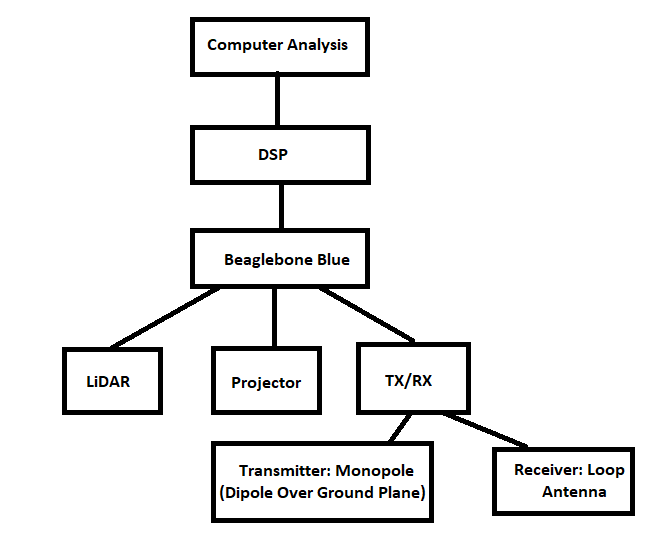 Computer Analysis
DSP
Beaglebone Blue
LiDAR
Projector
TX/RX
Transmitter: Monopole
(Dipole Over Ground Plane)
Receiver: Loop
Antenna